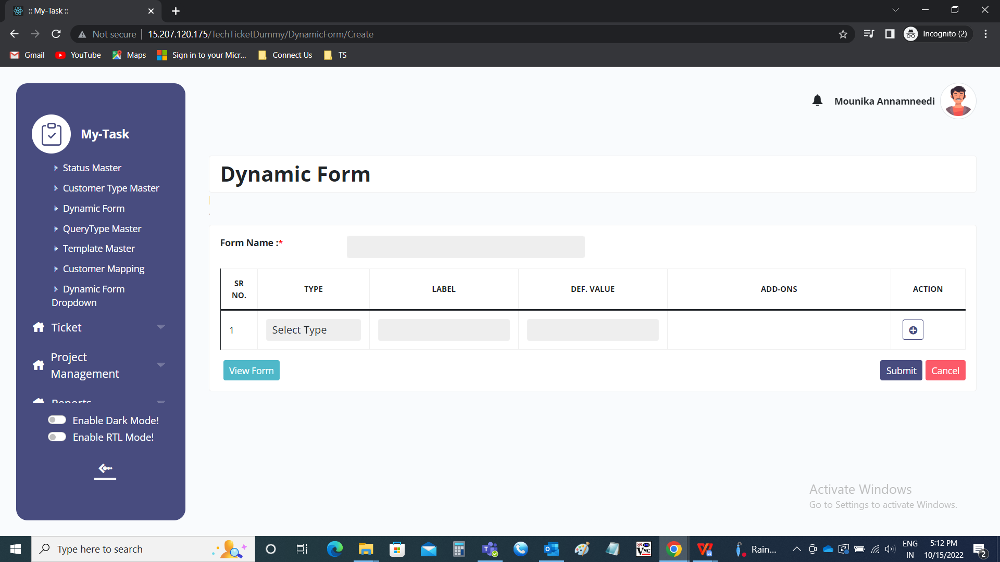 :: My-Task ::
Not secure | 15.207.120.175/TechTicketDummy/DynamicForm/Create
Incognito (2)
Gmail YouTube Maps Sign in to your Micr... Connect Us TS
Mounika Annamneedi
My-Task
Status Master
Customer Type Master
Dynamic Form
QueryType Master
Template Master
Customer Mapping
Dynamic Form
Dropdown
Ticket
Project
Management
Reports
Enable Dark Mode!
Enable RTL Mode!
Dynamic Form
Form Name :*
SR NO. TYPE LABEL DEF. VALUE ADD-ONS ACTION
1 Select Type
View Form Submit Cancel
Activate Windows
Go to Settings to activate Windows.
Type here to search
Rain...
ENG
IN
5:12 PM
10/15/2022
2